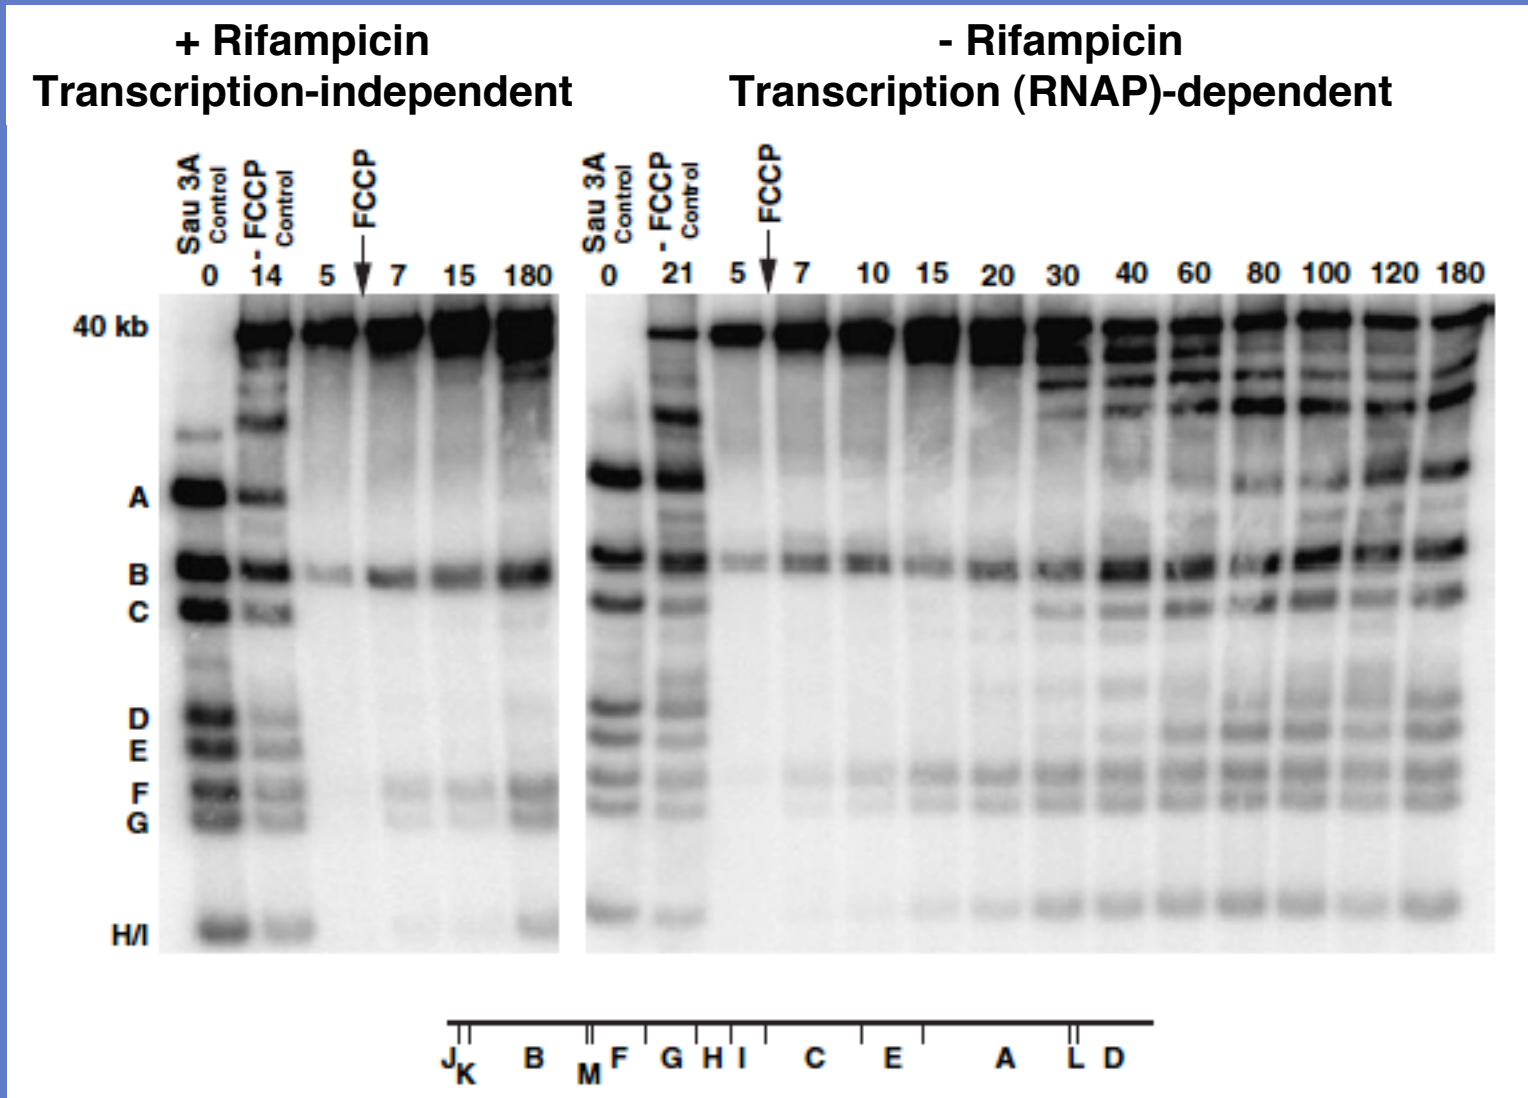 + Rifampicin
Transcription-independent
- Rifampicin
Transcription (RNAP)-dependent
Sau 3A
Control
- FCCP
Control
FCCP
0 14 5 7 15 180
Sau 3A
Control
- FCCP
Control
FCCP
0 21 5 7 10 15 20 30 40 60 80 100 120 180
40 kb
A
B
C
D
E
F
G
H/I
J K B M F G H I C E A L D